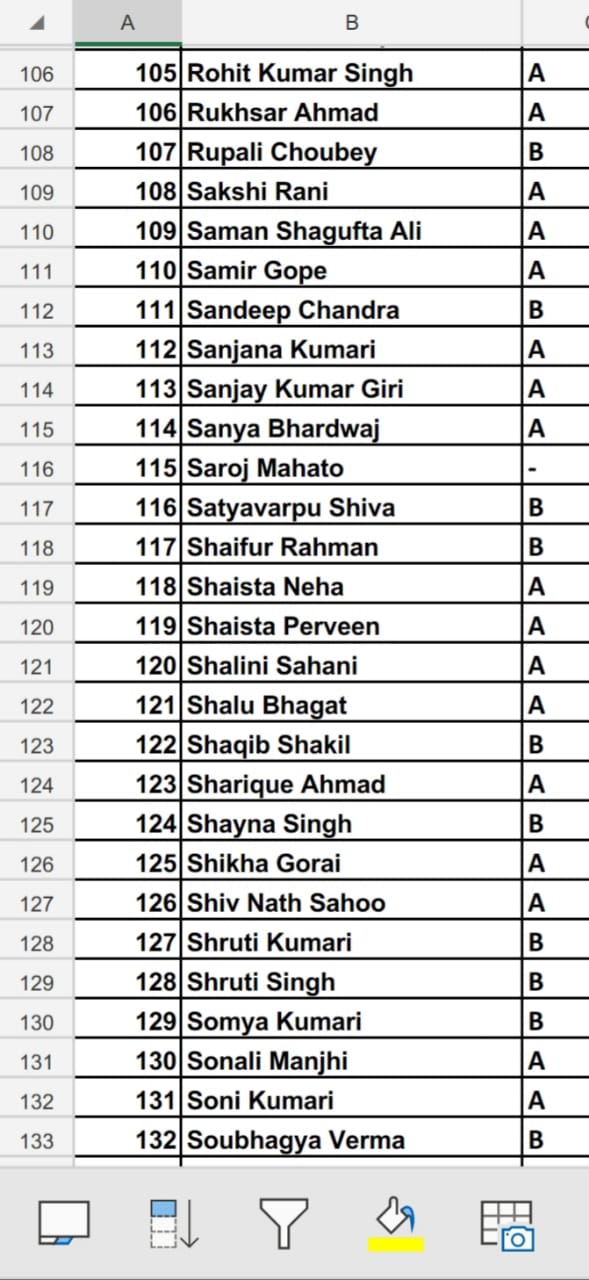 A B
106 105 Rohit Kumar Singh A
107 106 Rukhsar Ahmad A
108 107 Rupali Choubey B
109 108 Sakshi Rani A
110 109 Saman Shagufta Ali A
111 110 Samir Gope A
112 111 Sandeep Chandra B
113 112 Sanjana Kumari A
114 113 Sanjay Kumar Giri A
115 114 Sanya Bhardwaj A
116 115 Saroj Mahato -
117 116 Satyavarpu Shiva B
118 117 Shaifur Rahman B
119 118 Shaista Neha A
120 119 Shaista Perveen A
121 120 Shalini Sahani A
122 121 Shalu Bhagat A
123 122 Shaqib Shakil B
124 123 Sharique Ahmad A
125 124 Shayna Singh B
126 125 Shikha Gorai A
127 126 Shiv Nath Sahoo A
128 127 Shruti Kumari B
129 128 Shruti Singh B
130 129 Somya Kumari B
131 130 Sonali Manjhi A
132 131 Soni Kumari A
133 132 Soubhagya Verma B